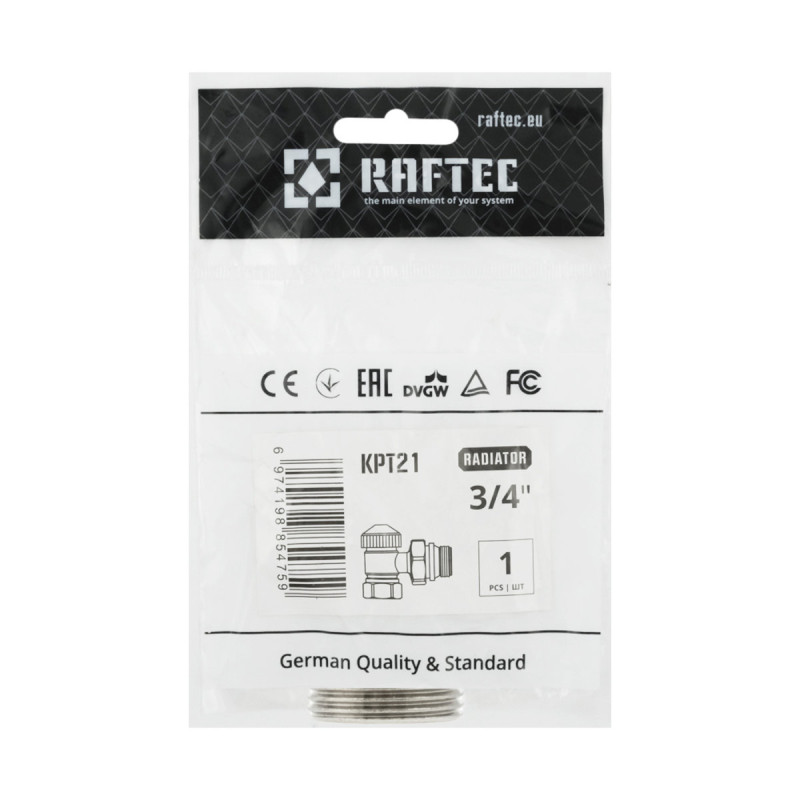 raftec.eu
RAFTEC
the main element of your system
CE EAC DVGW FC
KPT21
RADIATOR
3/4"
6 974198 854759
1
PCS | ШТ
German Quality & Standard